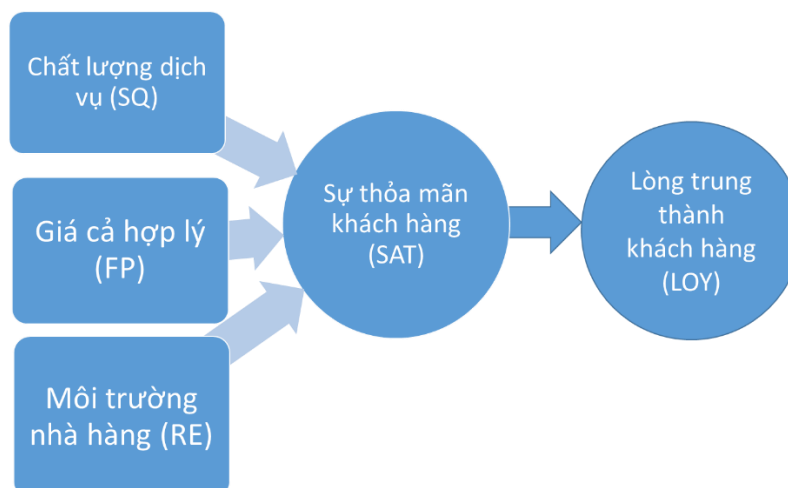 Chất lượng dịch
vụ (SQ)
Giá cả hợp lý
(FP)
Môi trường
nhà hàng (RE)
Sự thỏa mãn
khách hàng
(SAT)
Lòng trung
thành
khách hàng
(LOY)